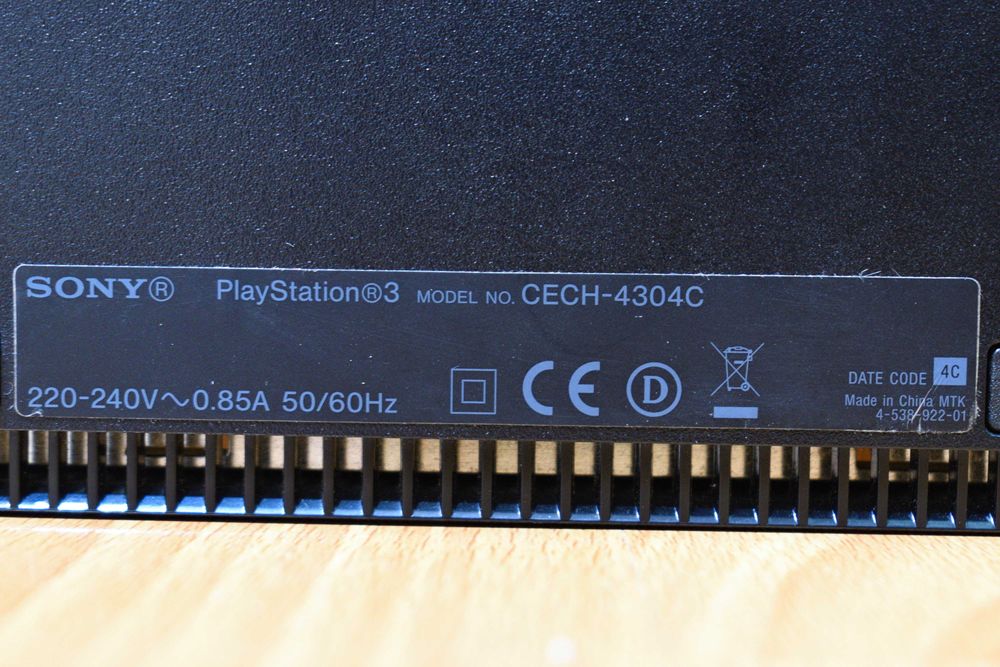 SONY® PlayStation®3 MODEL NO. CECH-4304C
220-240V～0.85A 50/60Hz
CE
D
DATE CODE 4C
Made in China MTK
4-538-922-01